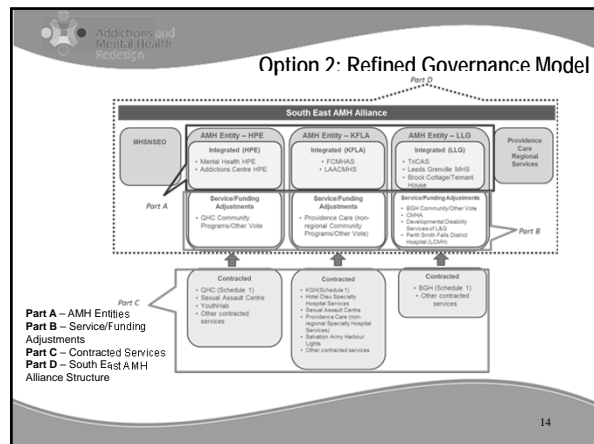 Addictions and
Mental Health
Redesign
Option 2: Refined Governance Model
Part D
South East AMH Alliance
MHSNSEO
AMH Entity – HPE
Integrated (HPE)
• Mental Health HPE
• Addictions Centre HPE
AMH Entity – KFLA
Integrated (KFLA)
• FCMHAS
• LAACMHS
AMH Entity – LLG
Integrated (LLG)
• TriCAS
• Leeds Grenville MHS
• Brock Cottage/Tennant
House
Providence
Care
Regional
Services
Part A
Service/Funding
Adjustments
• QHC Community
Programs/Other Vote
Service/Funding
Adjustments
• Providence Care (non-
regional Community
Programs/Other Vote)
Service/Funding Adjustments
• BGH Community/Other Vote
• CMHA
• Developmental Disability
Services of L&G
• Perth Smith Falls District
Hospital (LCMH)
Part B
Part C
Contracted
• QHC (Schedule 1)
• Sexual Assault Centre
• YouthHab
• Other contracted
services
Contracted
• KGH(Schedule 1)
• Hotel Dieu Specialty
Hospital Services
• Sexual Assault Centre
• Providence Care (non-
regional Specialty Hospital
Services)
• Salvation Army Harbour
Lights
• Other contracted services
Contracted
• BGH (Schedule 1)
• Other contracted
services
Part A – AMH Entities
Part B – Service/Funding
Adjustments
Part C – Contracted Services
Part D – South East AMH
Alliance Structure
14